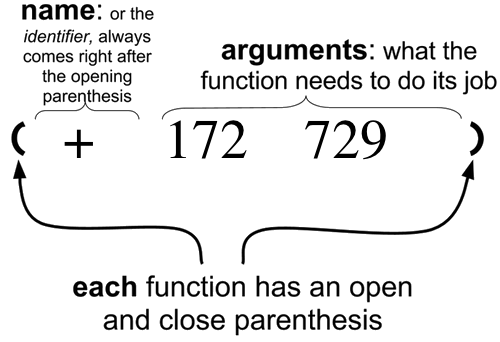 name: or the
identifier, always
comes right after
the opening
parenthesis
arguments: what the
function needs to do its job
( + 172 729 )
each function has an open
and close parenthesis